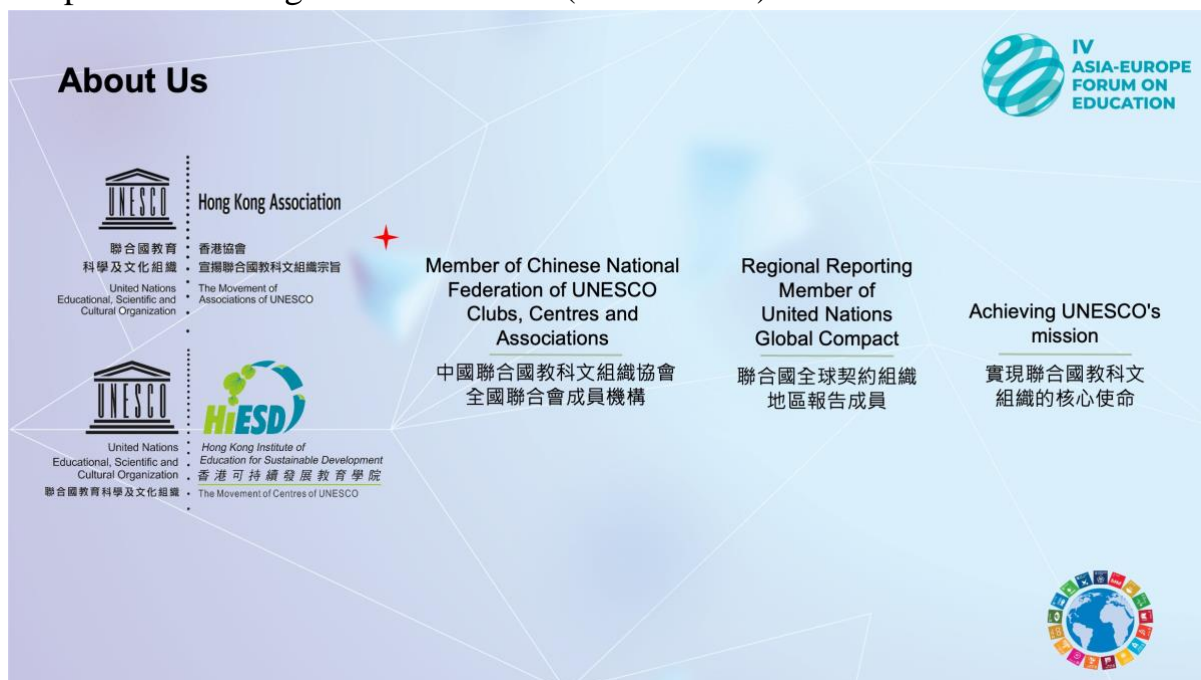 About Us
IV
ASIA-EUROPE
FORUM ON
EDUCATION
UNESCO
Hong Kong Association
聯合國教育
科學及文化組織
香港協會
宣揚聯合國教科文組織宗旨
United Nations
Educational, Scientific and
Cultural Organization
The Movement of
Associations of UNESCO
UNESCO
HiESD
United Nations
Educational, Scientific and
Cultural Organization
聯合國教育科學及文化組織
Hong Kong Institute of
Education for Sustainable Development
香港可持續發展教育學院
The Movement of Centres of UNESCO
Member of Chinese National
Federation of UNESCO
Clubs, Centres and
Associations
中國聯合國教科文組織協會
全國聯合會成員機構
Regional Reporting
Member of
United Nations
Global Compact
聯合國全球契約組織
地區報告成員
Achieving UNESCO's
mission
實現聯合國教科文
組織的核心使命